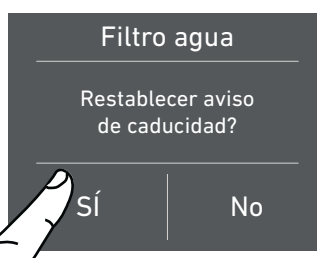 Filtro agua
Restablecer aviso
de caducidad?
SÍ
No